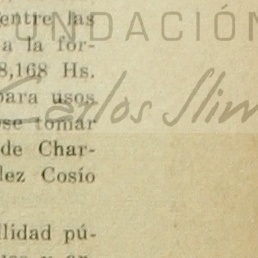 entre las
FUNDACIÓN
a la for-
8,168 Hs.
para usos
Carlos Slim
se tomar
de Char-
lez Cosío
lidad pú-